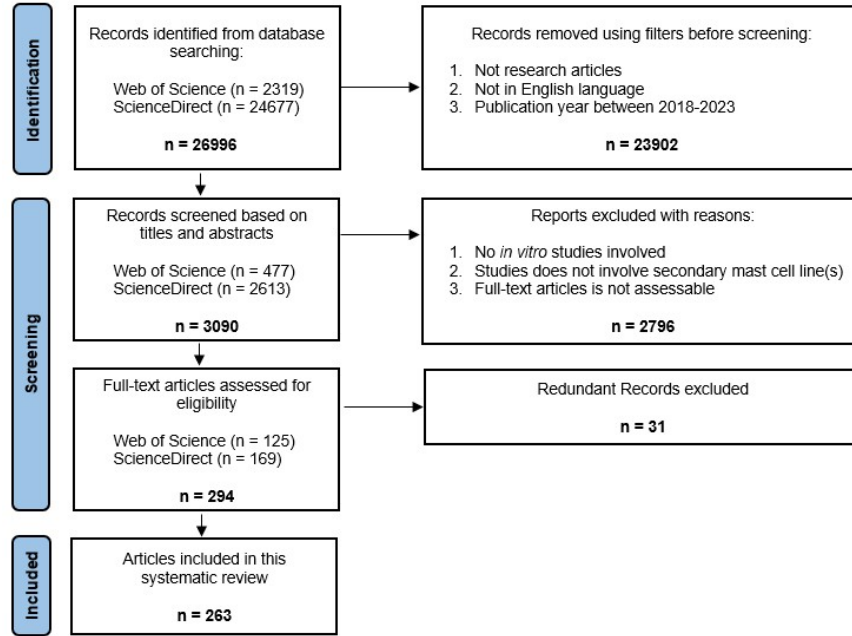 Identification
Records identified from database
searching:
Web of Science (n = 2319)
ScienceDirect (n = 24677)
n = 26996
Records removed using filters before screening:
1. Not research articles
2. Not in English language
3. Publication year between 2018-2023
n = 23902
Screening
Records screened based on
titles and abstracts
Web of Science (n = 477)
ScienceDirect (n = 2613)
n = 3090
Reports excluded with reasons:
1. No in vitro studies involved
2. Studies does not involve secondary mast cell line(s)
3. Full-text articles is not assessable
n = 2796
Full-text articles assessed for
eligibility
Web of Science (n = 125)
ScienceDirect (n = 169)
n = 294
Redundant Records excluded
n = 31
Included
Articles included in this
systematic review
n = 263